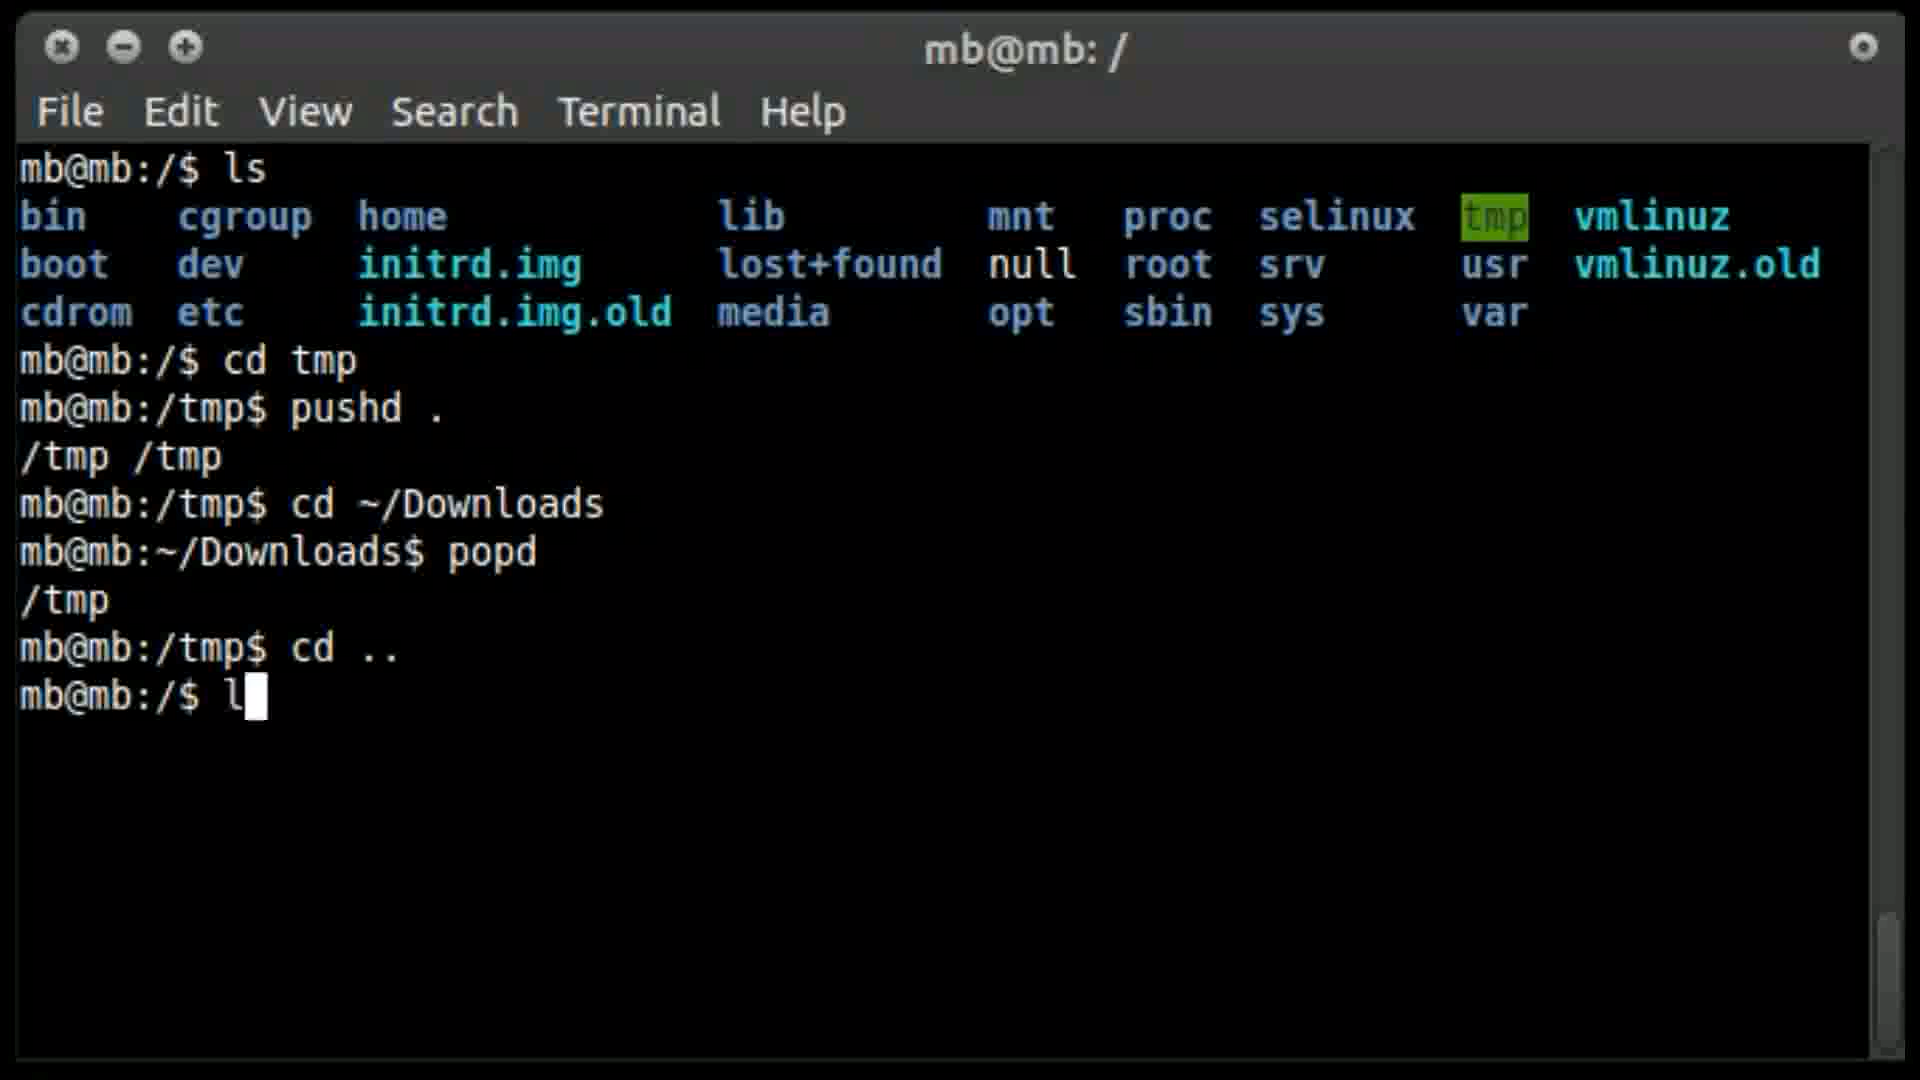 mb@mb: /
File Edit View Search Terminal Help
mb@mb:/$ ls
bin cgroup home lib mnt proc selinux tmp vmlinuz
boot dev initrd.img lost+found null root srv usr vmlinuz.old
cdrom etc initrd.img.old media opt sbin sys var
mb@mb:/$ cd tmp
mb@mb:/tmp$ pushd .
/tmp /tmp
mb@mb:/tmp$ cd ~/Downloads
mb@mb:~/Downloads$ popd
/tmp
mb@mb:/tmp$ cd ..
mb@mb:/$ l